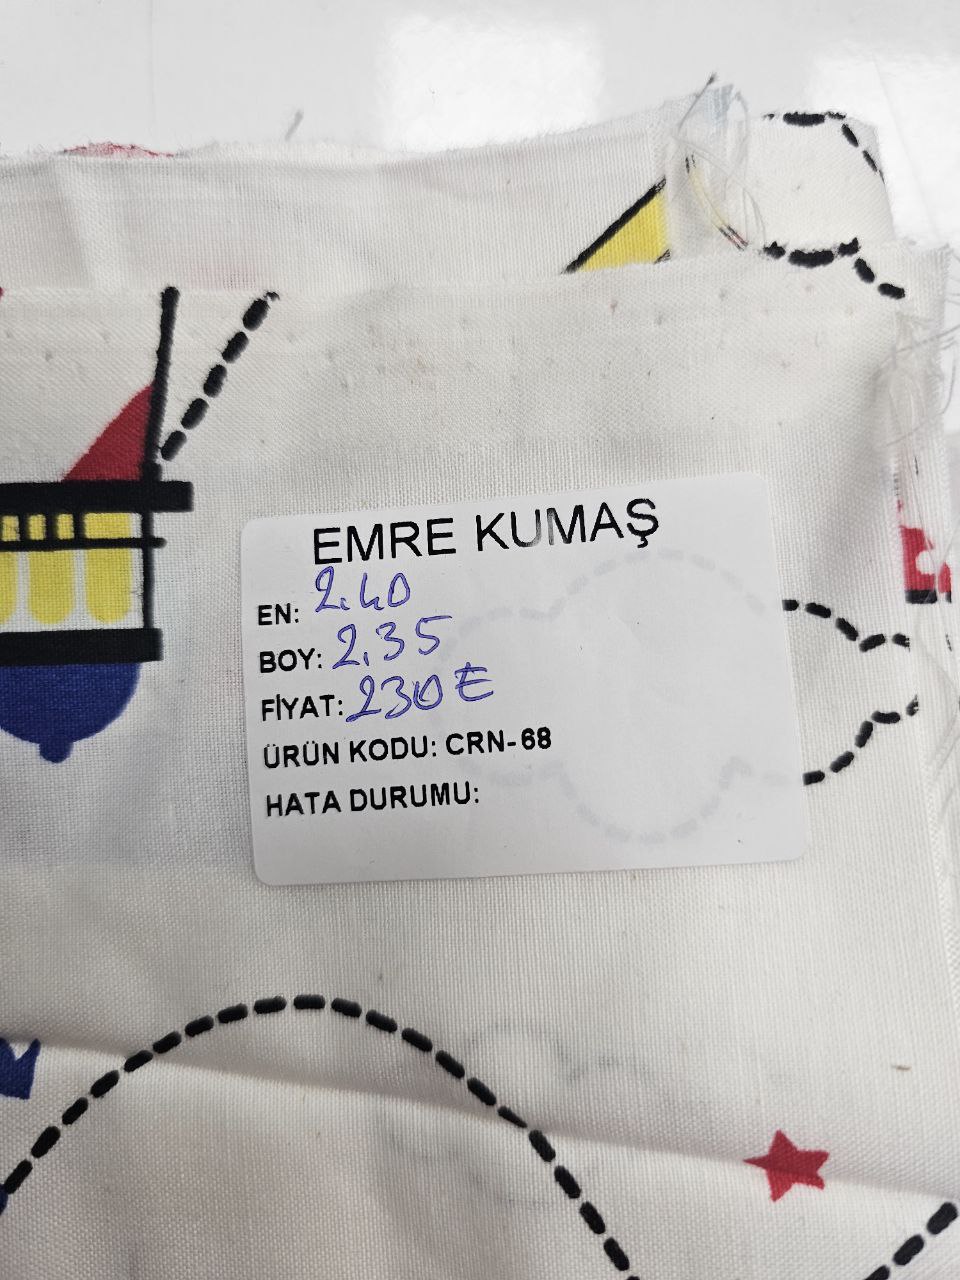 EMRE KUMAŞ
EN: 2.40
BOY: 2.35
FİYAT: 230 ₺
ÜRÜN KODU: CRN-68
HATA DURUMU: